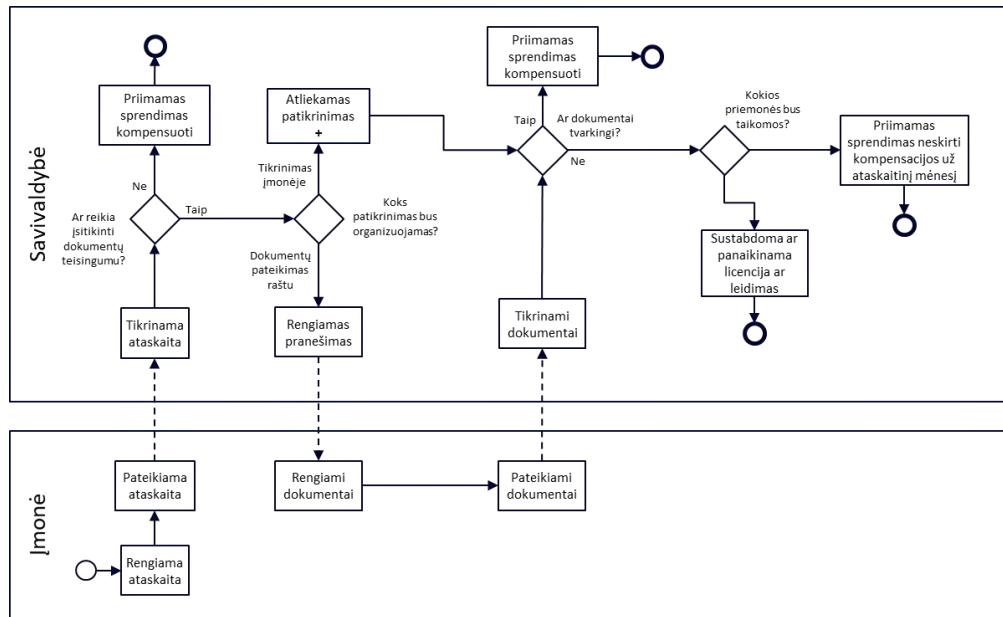 Savivaldybė
Priimamas
sprendimas
kompensuoti
Ne
Ar reikia
įsitikinti
dokumentų
teisingumu?
Taip
Tikrinama
ataskaita
Atliekamas
patikrinimas
+
Tikrinimas
įmonėje
Koks
patikrinimas bus
organizuojamas?
Dokumentų
pateikimas
raštu
Rengiamas
pranešimas
Priimamas
sprendimas
kompensuoti
Taip
Ar dokumentai
tvarkingi?
Ne
Tikrinami
dokumentai
Kokios
priemonės bus
taikomos?
Priimamas
sprendimas neskirti
kompensacijos už
ataskaitinį mėnesį
Sustabdoma ar
panaikinama
licencija ar
leidimas
Įmonė
Pateikiama
ataskaita
Rengiama
ataskaita
Rengiami
dokumentai
Pateikiami
dokumentai